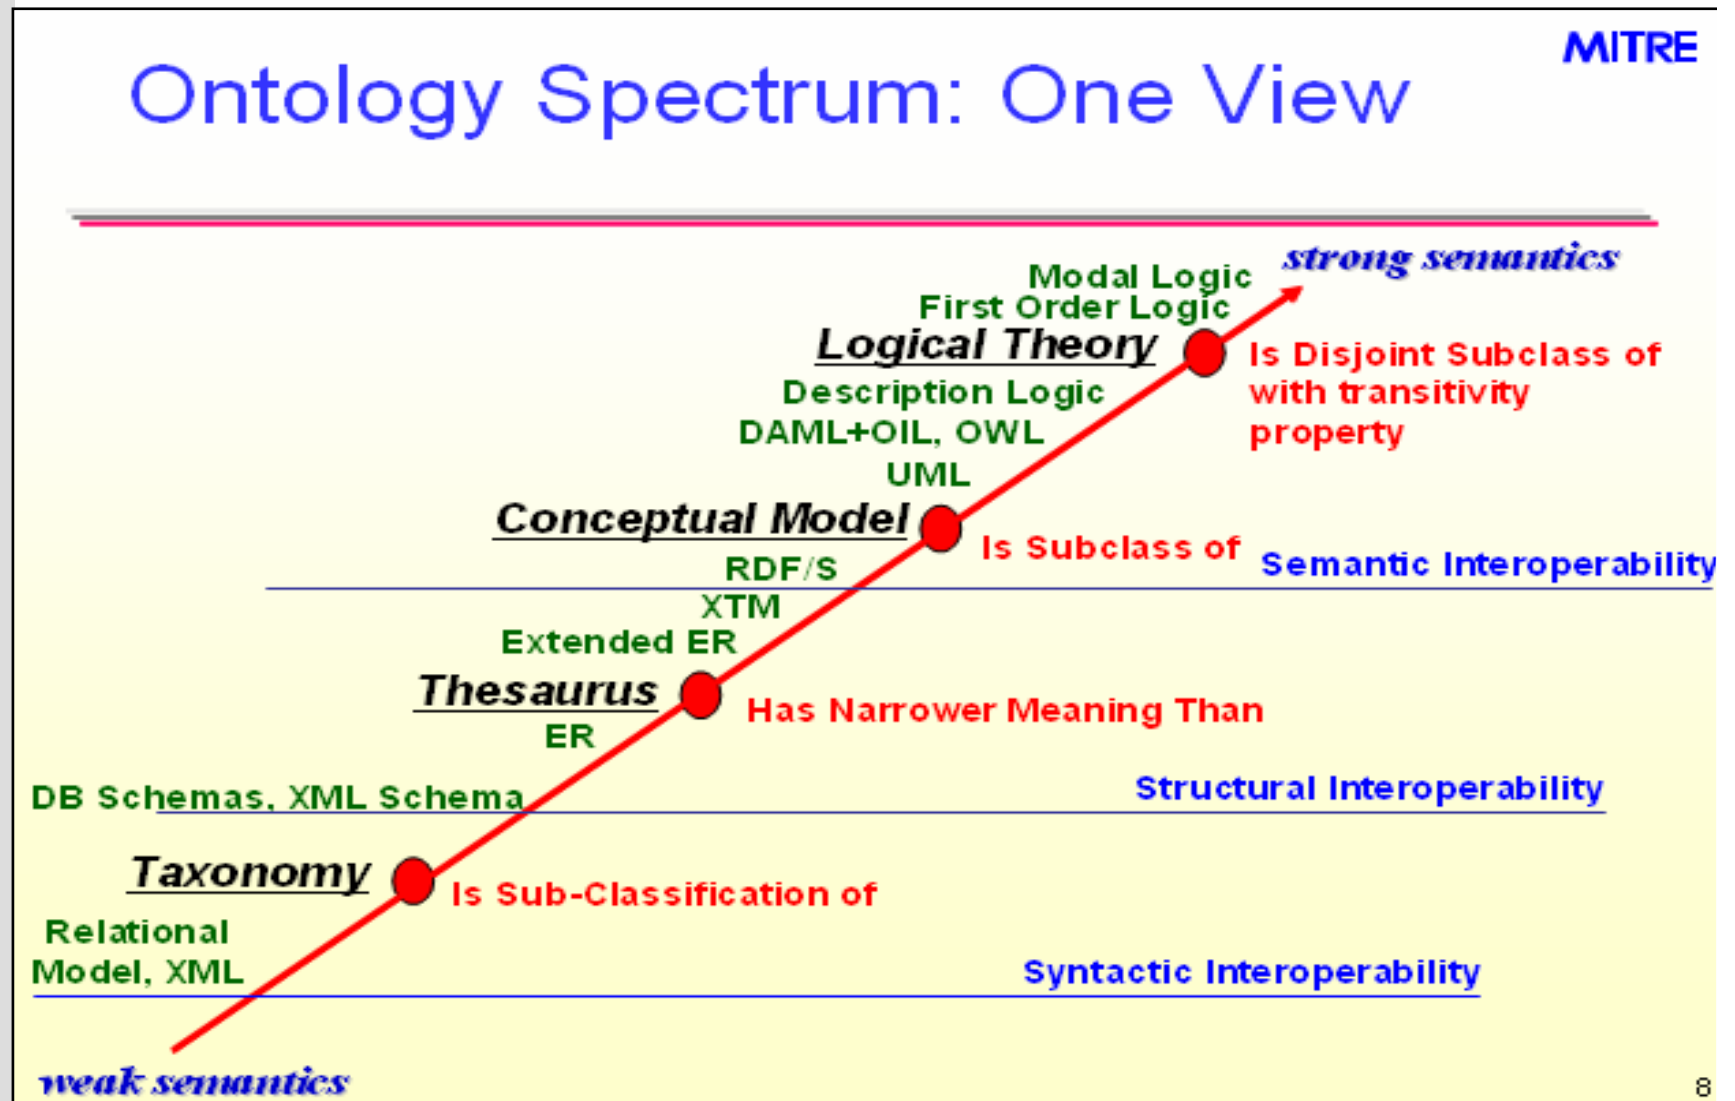 MITRE
Ontology Spectrum: One View
strong semantics
Modal Logic
First Order Logic
Logical Theory
Is Disjoint Subclass of
with transitivity
property
Description Logic
DAML+OIL, OWL
UML
Conceptual Model
Is Subclass of
Semantic Interoperability
RDF/S
XTM
Extended ER
Thesaurus
Has Narrower Meaning Than
ER
Structural Interoperability
DB Schemas, XML Schema
Taxonomy
Is Sub-Classification of
Relational
Model, XML
Syntactic Interoperability
weak semantics
8